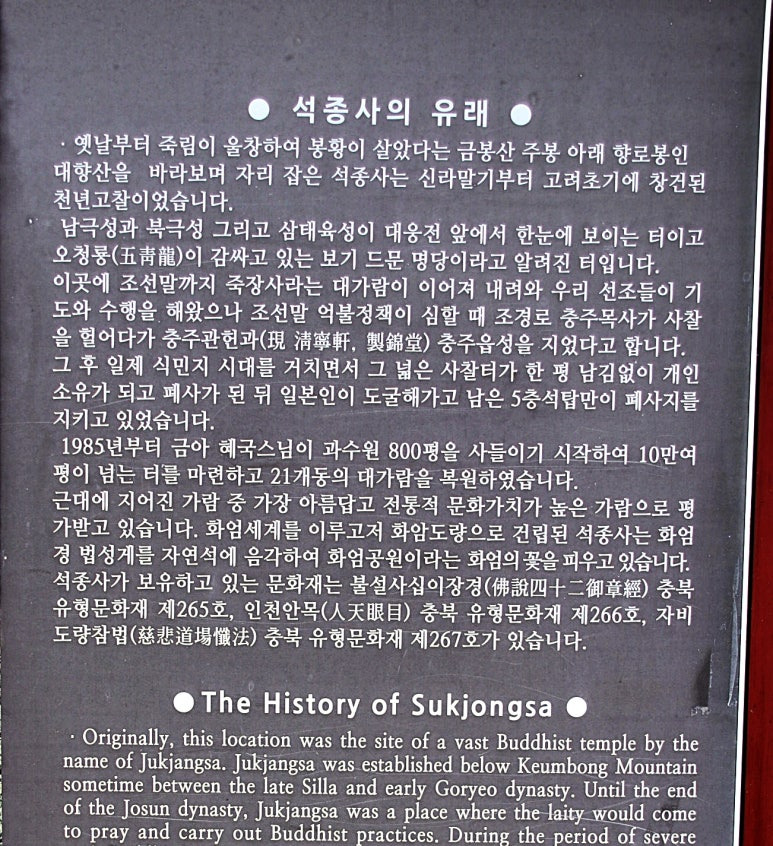 ● 석종사의 유래 ●
· 옛날부터 죽림이 울창하여 봉황이 살았다는 금봉산 주봉 아래 향로봉인
대향산을 바라보며 자리 잡은 석종사는 신라말기부터 고려초기에 창건된
천년고찰이었습니다.
남극성과 북극성 그리고 삼태육성이 대웅전 앞에서 한눈에 보이는 터이고
오청룡(五靑龍)이 감싸고 있는 보기 드문 명당이라고 알려진 터입니다.
이곳에 조선말까지 죽장사라는 대가람이 이어져 내려와 우리 선조들이 기
도와 수행을 해왔으나 조선말 억불정책이 심할 때 조경로 충주목사가 사찰
을 헐어다가 충주관헌과(現 淸寧軒, 製錦堂) 충주읍성을 지었다고 합니다.
그 후 일제 식민지 시대를 거치면서 그 넓은 사찰터가 한 평 남김없이 개인
소유가 되고 폐사가 된 뒤 일본인이 도굴해가고 남은 5층석탑만이 폐사지를
지키고 있었습니다.
1985년부터 금아 혜국스님이 과수원 800평을 사들이기 시작하여 10만여
평이 넘는 터를 마련하고 21개동의 대가람을 복원하였습니다.
근대에 지어진 가람 중 가장 아름답고 전통적 문화가치가 높은 가람으로 평
가받고 있습니다. 화엄세계를 이루고저 화암도량으로 건립된 석종사는 화엄
경 법성게를 자연석에 음각하여 화엄공원이라는 화엄의 꽃을 피우고 있습니다.
석종사가 보유하고 있는 문화재는 불설사십이장경(佛說四十二御章經) 충북
유형문화재 제265호, 인천안목(人天眼目) 충북 유형문화재 제266호, 자비
도량참법(慈悲道場懺法) 충북 유형문화재 제267호가 있습니다.
● The History of Sukjongsa ●
· Originally, this location was the site of a vast Buddhist temple by the
name of Jukjangsa. Jukjangsa was established below Keumbong Mountain
sometime between the late Silla and early Goryeo dynasty. Until the end
of the Josun dynasty, Jukjangsa was a place where the laity would come
to pray and carry out Buddhist practices. During the period of severe